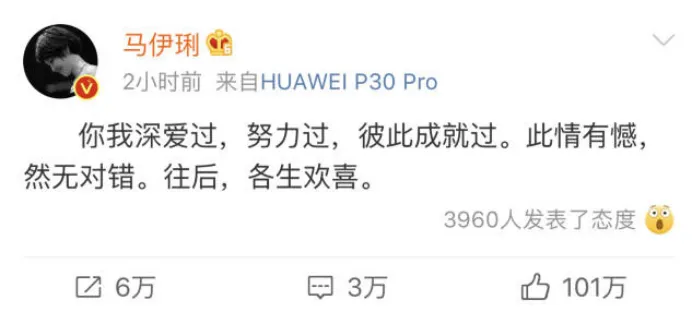 马伊琍
2小时前 来自HUAWEI P30 Pro
你我深爱过，努力过，彼此成就过。此情有憾，
然无对错。往后，各生欢喜。
3960人发表了态度
6万 3万 101万